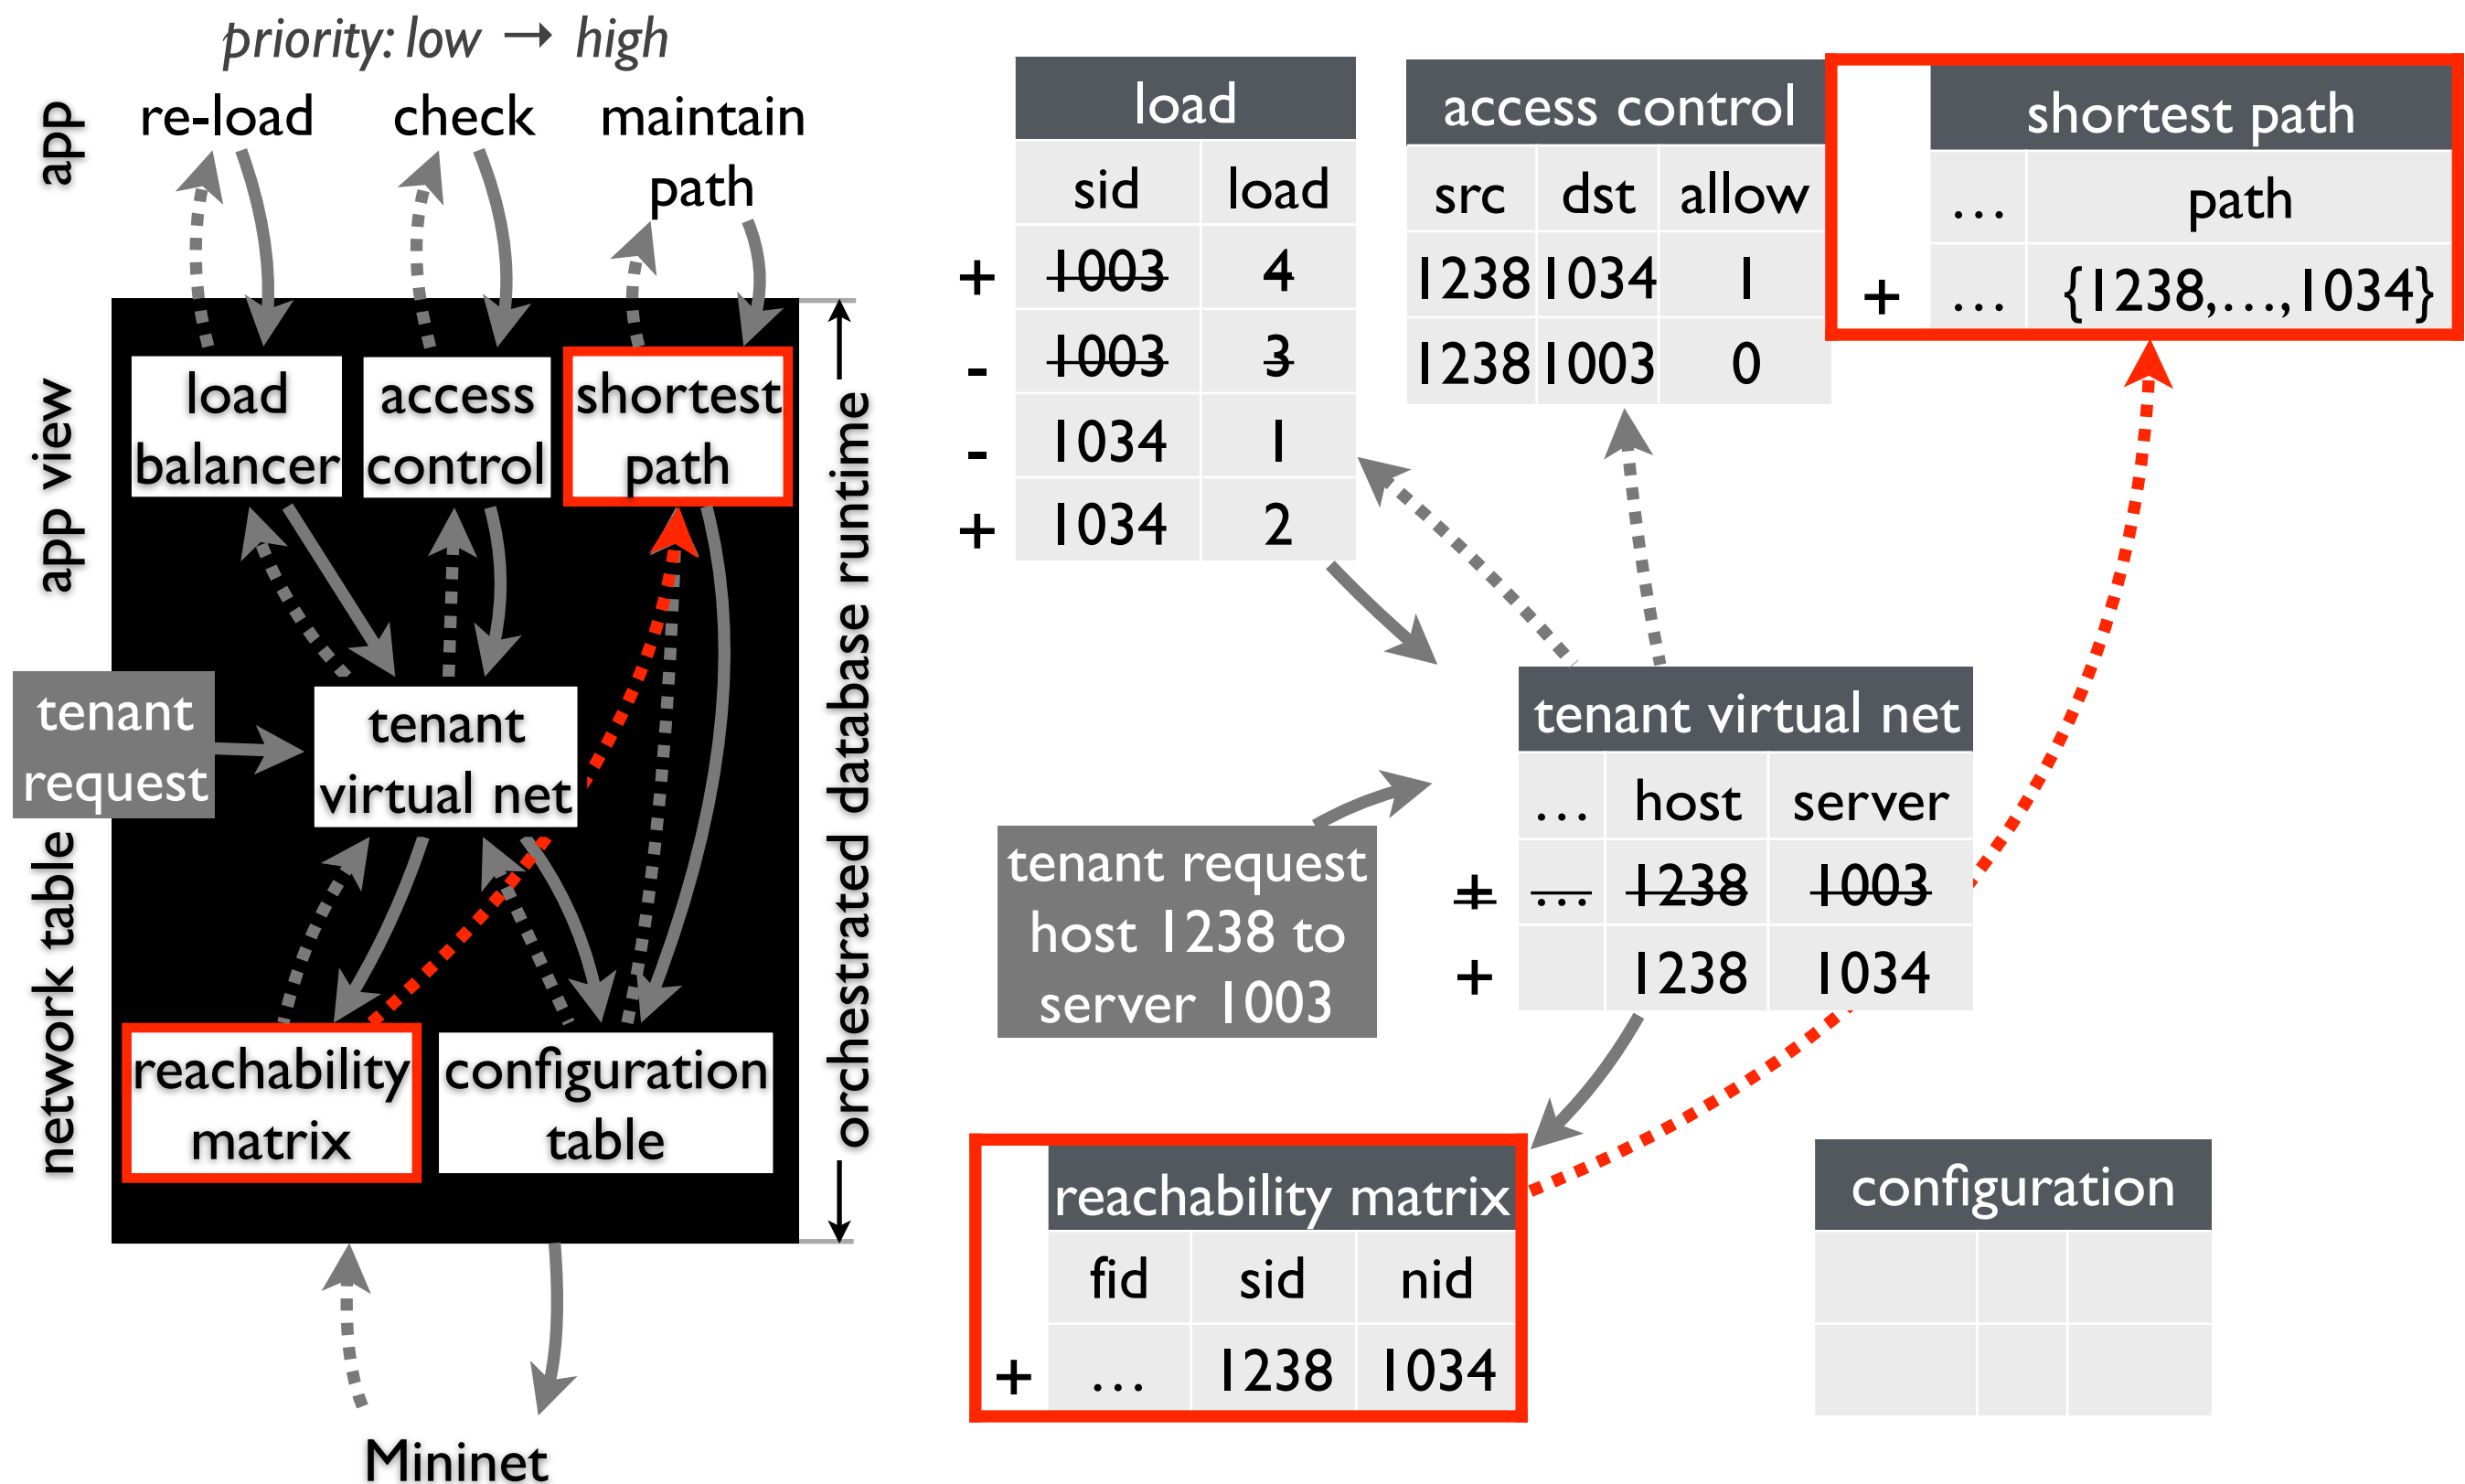 priority: low → high
app
re-load
check
maintain
path
app view
load
balancer
access
control
shortest
path
tenant
request
tenant
virtual net
network table
reachability
matrix
configuration
table
orchestrated database runtime
Mininet
load
sid load
+ 1003 4
- 1003 3
- 1034 1
+ 1034 2
access control
src dst allow
1238 1034 1
1238 1003 0
shortest path
... path
+ ... {1238,...,1034}
tenant virtual net
... host server
+ ... 1238 1003
+ 1238 1034
tenant request
host 1238 to
server 1003
reachability matrix
fid sid nid
+ ... 1238 1034
configuration